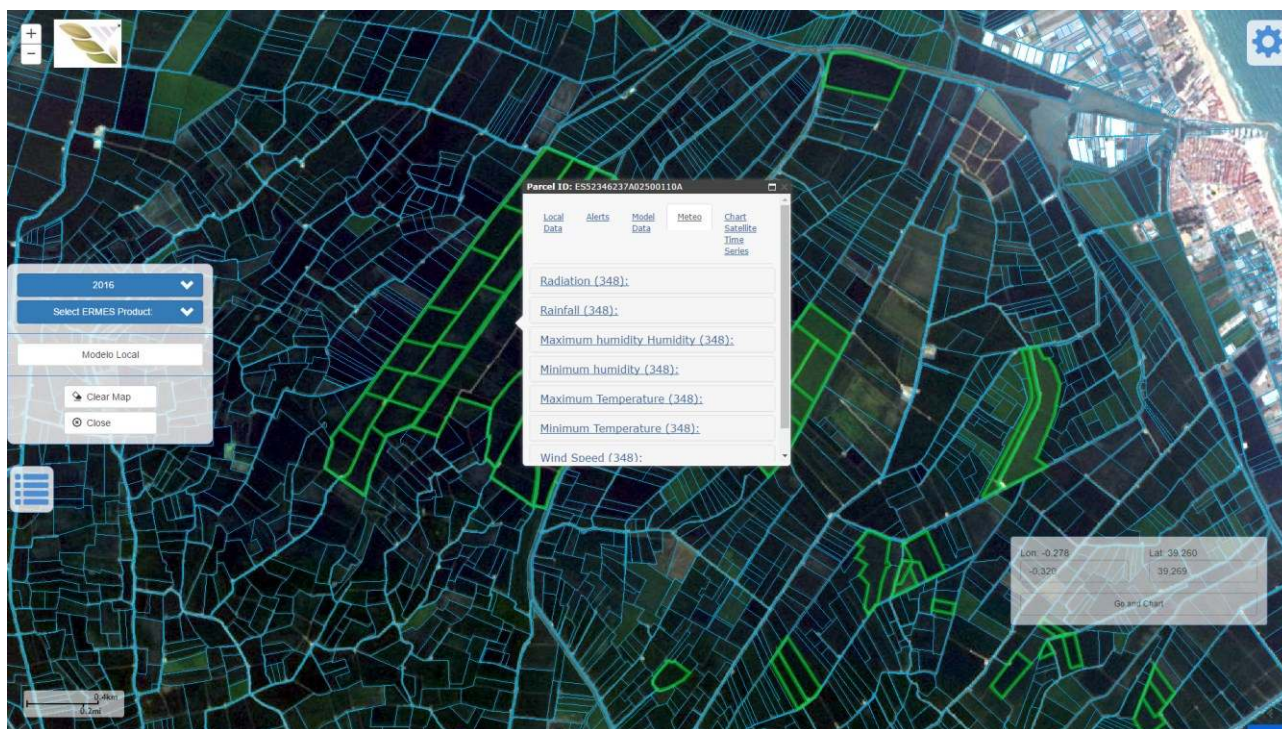 +
−
Parcel ID: ES52346237A02500110A
Local Data
Alerts
Model Data
Meteo
Chart Satellite Time Series
Radiation (348):
Rainfall (348):
Maximum humidity Humidity (348):
Minimum humidity (348):
Maximum Temperature (348):
Minimum Temperature (348):
Wind Speed (348):
2016
Select ERMES Product:
Modelo Local
Clear Map
Close
Lon: -0.278
Lat: 39.260
-0.320
39.269
Go and Chart
0.4km
0.2mi